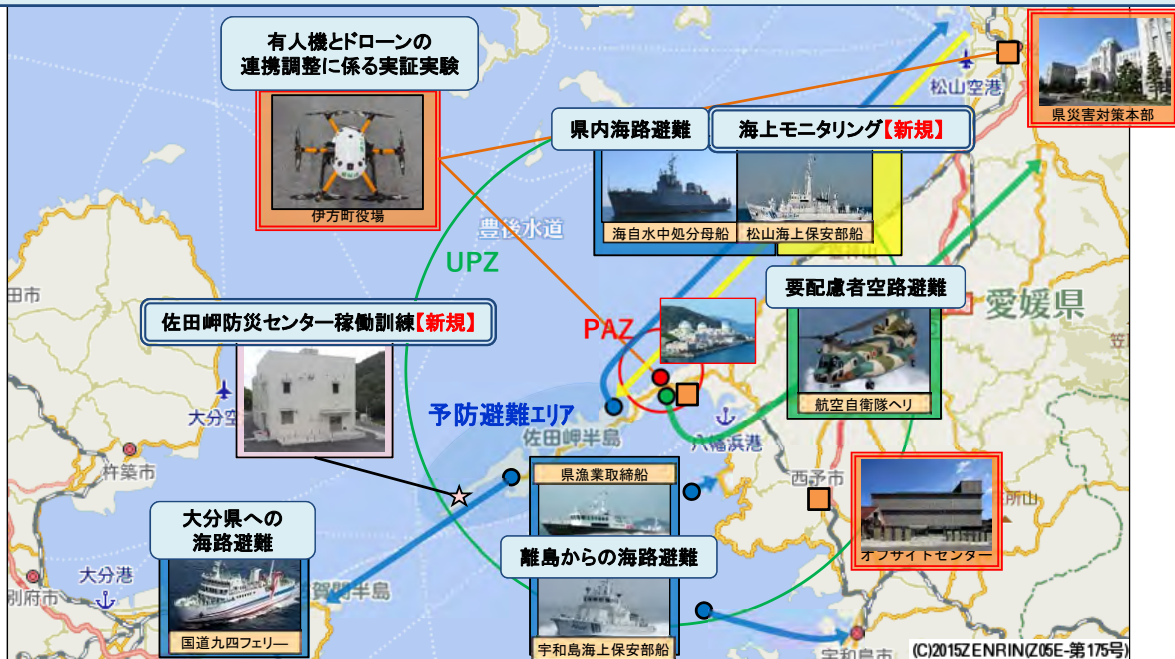 有人機とドローンの
連携調整に係る実証実験
伊方町役場
県内海路避難
海上モニタリング【新規】
海自水中処分母船
松山海上保安部船
松山空港
県災害対策本部
豊後水道
UPZ
PAZ
要配慮者空路避難
航空自衛隊ヘリ
愛媛県
佐田岬防災センター稼働訓練【新規】
予防避難エリア
佐田岬半島
八幡浜港
大分空
杵築市
田市
県漁業取締船
離島からの海路避難
宇和島海上保安部船
西予市
オフサイトセンター
所山
大分県への
海路避難
国道九四フェリー
大分港
別府市
賀関半島
宇和島市
(C)2015ZENRIN(Z05E-第175号)